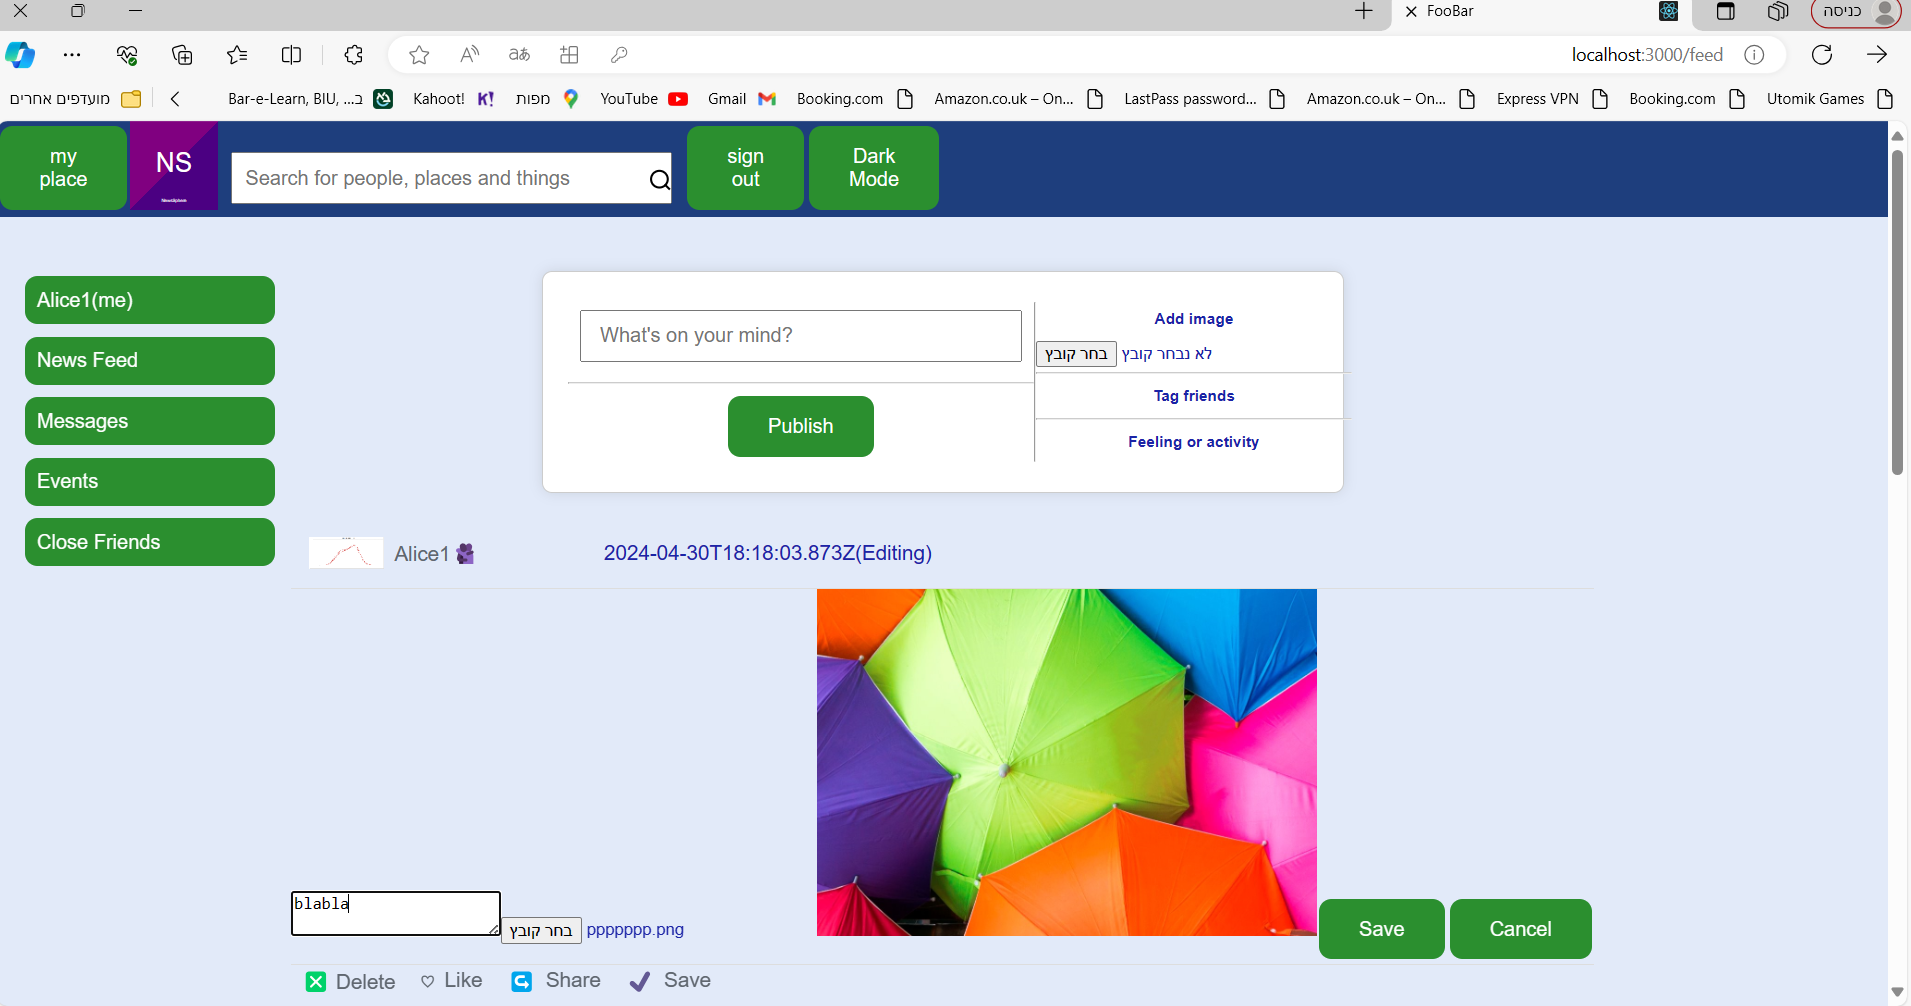 FooBar
כניסה
localhost:3000/feed
מועדפים אחרים
Bar-e-Learn, BIU, ...ב
Kahoot!
מפות
YouTube
Gmail
Booking.com
Amazon.co.uk – On...
LastPass password...
Amazon.co.uk – On...
Express VPN
Booking.com
Utomik Games
my
place
NS
Search for people, places and things
sign
out
Dark
Mode
Alice1(me)
News Feed
Messages
Events
Close Friends
What's on your mind?
Publish
Add image
בחר קובץ לא נבחר קובץ
Tag friends
Feeling or activity
Alice1
2024-04-30T18:18:03.873Z(Editing)
blabla
בחר קובץ ppppppp.png
Save
Cancel
Delete
Like
Share
Save